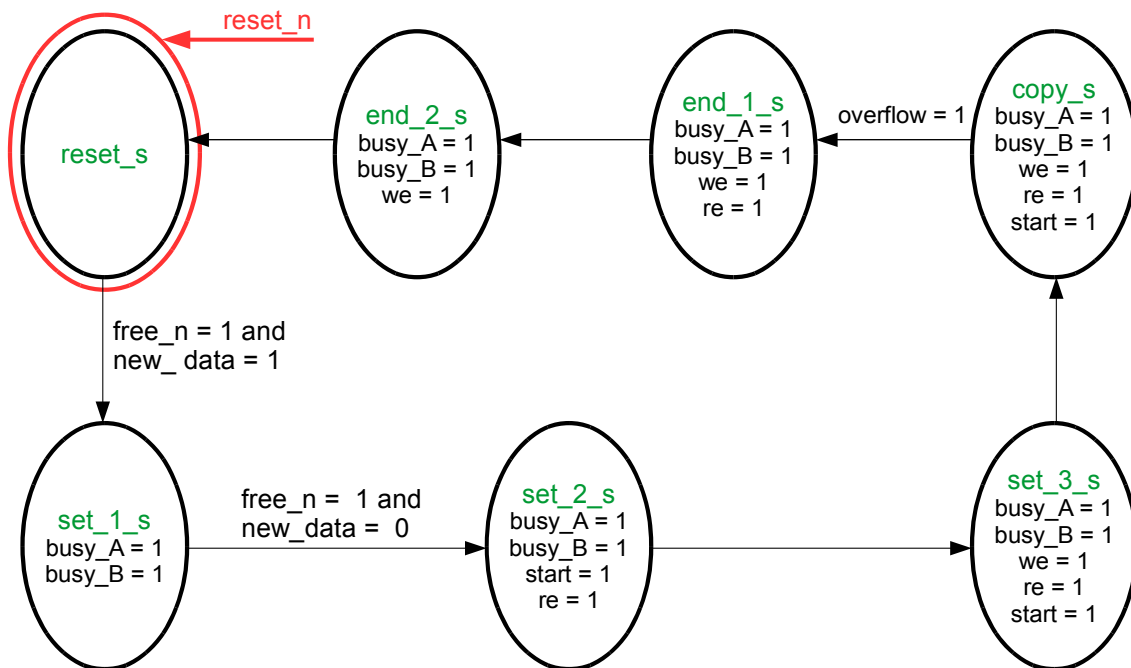 reset_n
reset_s
end_2_s
busy_A = 1
busy_B = 1
we = 1
end_1_s
busy_A = 1
busy_B = 1
we = 1
re = 1
overflow = 1
copy_s
busy_A = 1
busy_B = 1
we = 1
re = 1
start = 1
free_n = 1 and
new_ data = 1
set_1_s
busy_A = 1
busy_B = 1
free_n =  1 and
new_data =  0
set_2_s
busy_A = 1
busy_B = 1
start = 1
re = 1
set_3_s
busy_A = 1
busy_B = 1
we = 1
re = 1
start = 1